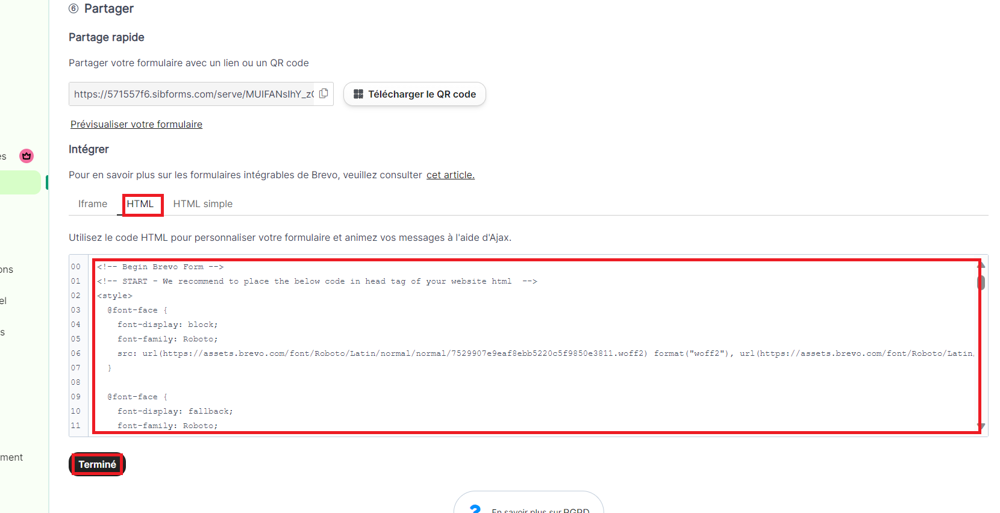 ⑥ Partager
Partage rapide
Partager votre formulaire avec un lien ou un QR code
https://571557f6.sibforms.com/serve/MUIFANsIhY_z
Télécharger le QR code
Prévisualiser votre formulaire
Intégrer
es
Pour en savoir plus sur les formulaires intégrables de Brevo, veuillez consulter cet article.
Iframe HTML HTML simple
Utilisez le code HTML pour personnaliser votre formulaire et animez vos messages à l'aide d'Ajax.
ons
el
s
00 <!-- Begin Brevo Form -->
01 <!-- START - We recommend to place the below code in head tag of your website html  -->
02 <style>
03   @font-face {
04     font-display: block;
05     font-family: Roboto;
06     src: url(https://assets.brevo.com/font/Roboto/Latin/normal/normal/7529907e9eaf8ebb5220c5f9850e3811.woff2) format("woff2"), url(https://assets.brevo.com/font/Roboto/Latin/
07   }
08
09   @font-face {
10     font-display: fallback;
11     font-family: Roboto;
ment
Terminé
? En savoir plus sur RGPD